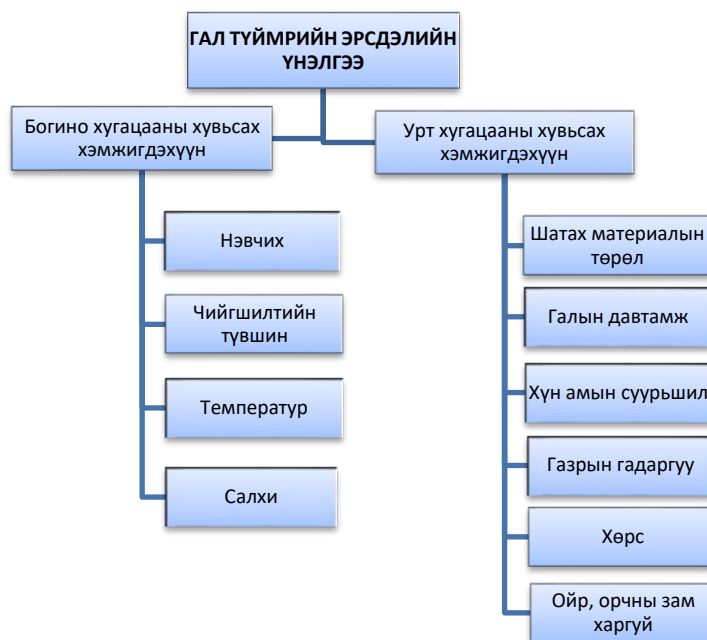 ГАЛ ТҮЙМРИЙН ЭРСДЭЛИЙН
ҮНЭЛГЭЭ
Богино хугацааны хувьсах
хэмжигдэхүүн
Нэвчих
Чийгшилтийн
түвшин
Температур
Салхи
Урт хугацааны хувьсах
хэмжигдэхүүн
Шатах материалын
төрөл
Галын давтамж
Хүн амын суурьшил
Газрын гадаргуу
Хөрс
Ойр, орчны зам
харгуй